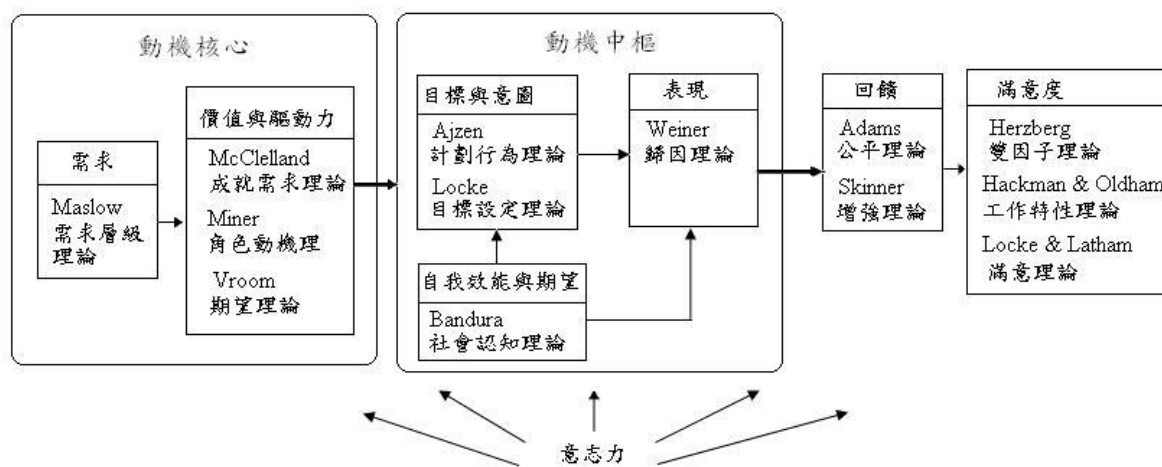 動機核心
需求
Maslow
需求層級
理論
價值與驅動力
McClelland
成就需求理論
Miner
角色動機理
Vroom
期望理論
動機中樞
目標與意圖
Ajzen
計劃行為理論
Locke
目標設定理論
自我效能與期望
Bandura
社會認知理論
表現
Weiner
歸因理論
回饋
Adams
公平理論
Skinner
增強理論
滿意度
Herzberg
雙因子理論
Hackman & Oldham
工作特性理論
Locke & Latham
滿意理論
意志力